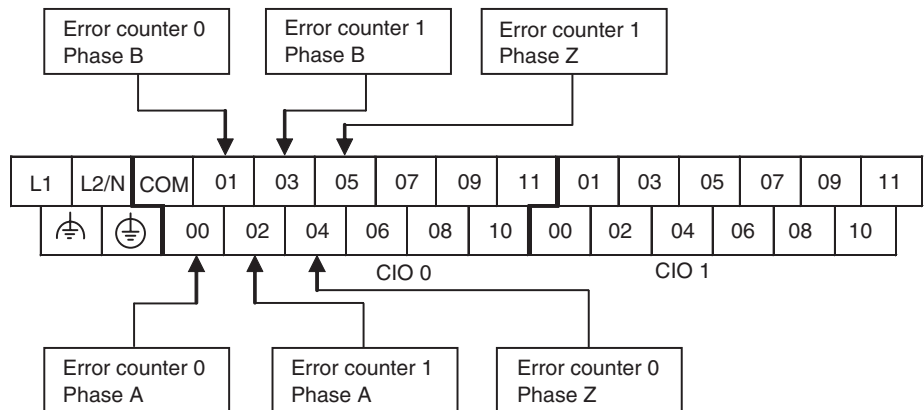 Error counter 0
Phase B
Error counter 1
Phase B
Error counter 1
Phase Z
L1 L2/N COM 01 03 05 07 09 11 01 03 05 07 09 11
00 02 04 06 08 10 00 02 04 06 08 10
CIO 0 CIO 1
Error counter 0
Phase A
Error counter 1
Phase A
Error counter 0
Phase Z